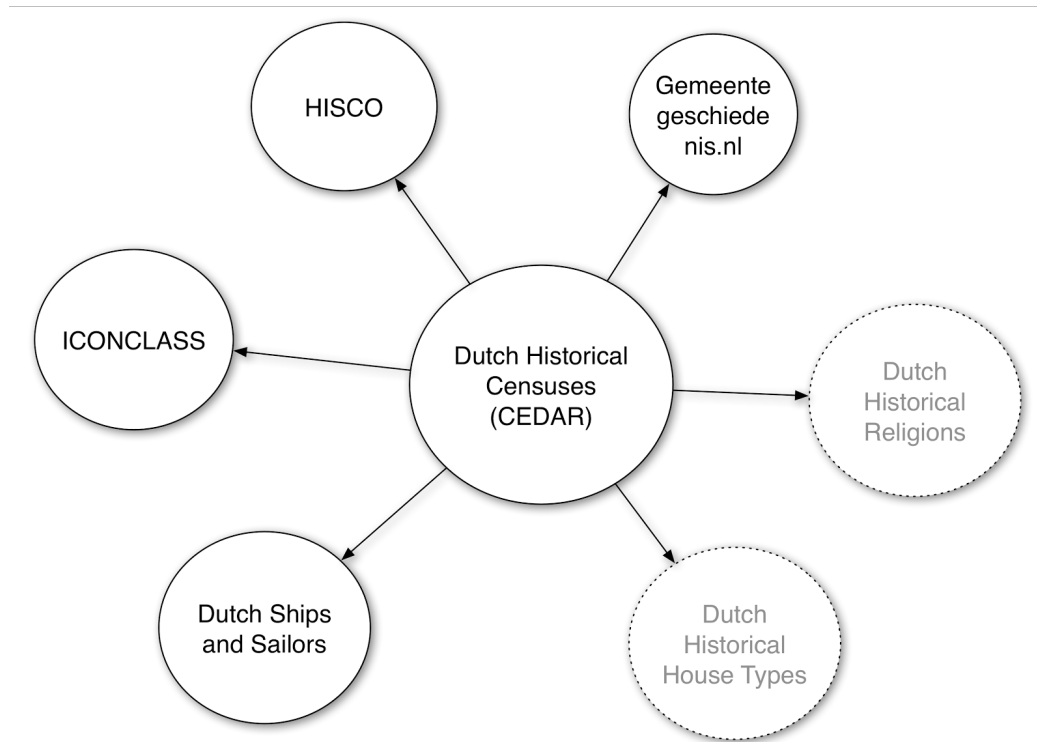 HISCO
Gemeente
geschiede
nis.nl
ICONCLASS
Dutch Historical
Censuses
(CEDAR)
Dutch
Historical
Religions
Dutch Ships
and Sailors
Dutch
Historical
House Types